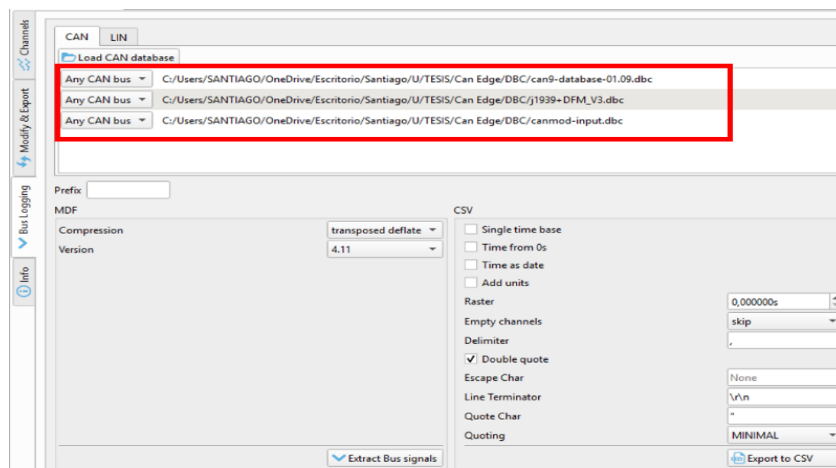 Channels
Modify & Export
Bus Logging
Info
CAN LIN
Load CAN database
Any CAN bus C:/Users/SANTIAGO/OneDrive/Escritorio/Santiago/U/TESIS/Can Edge/DBC/can9-database-01.09.dbc
Any CAN bus C:/Users/SANTIAGO/OneDrive/Escritorio/Santiago/U/TESIS/Can Edge/DBC/j1939+DFM_V3.dbc
Any CAN bus C:/Users/SANTIAGO/OneDrive/Escritorio/Santiago/U/TESIS/Can Edge/DBC/canmod-input.dbc
Prefix
MDF
Compression transposed deflate
Version 4.11
Extract Bus signals
CSV
Single time base
Time from 0s
Time as date
Add units
Raster 0,000000s
Empty channels skip
Delimiter ,
Double quote
Escape Char None
Line Terminator \r\n
Quote Char "
Quoting MINIMAL
Export to CSV